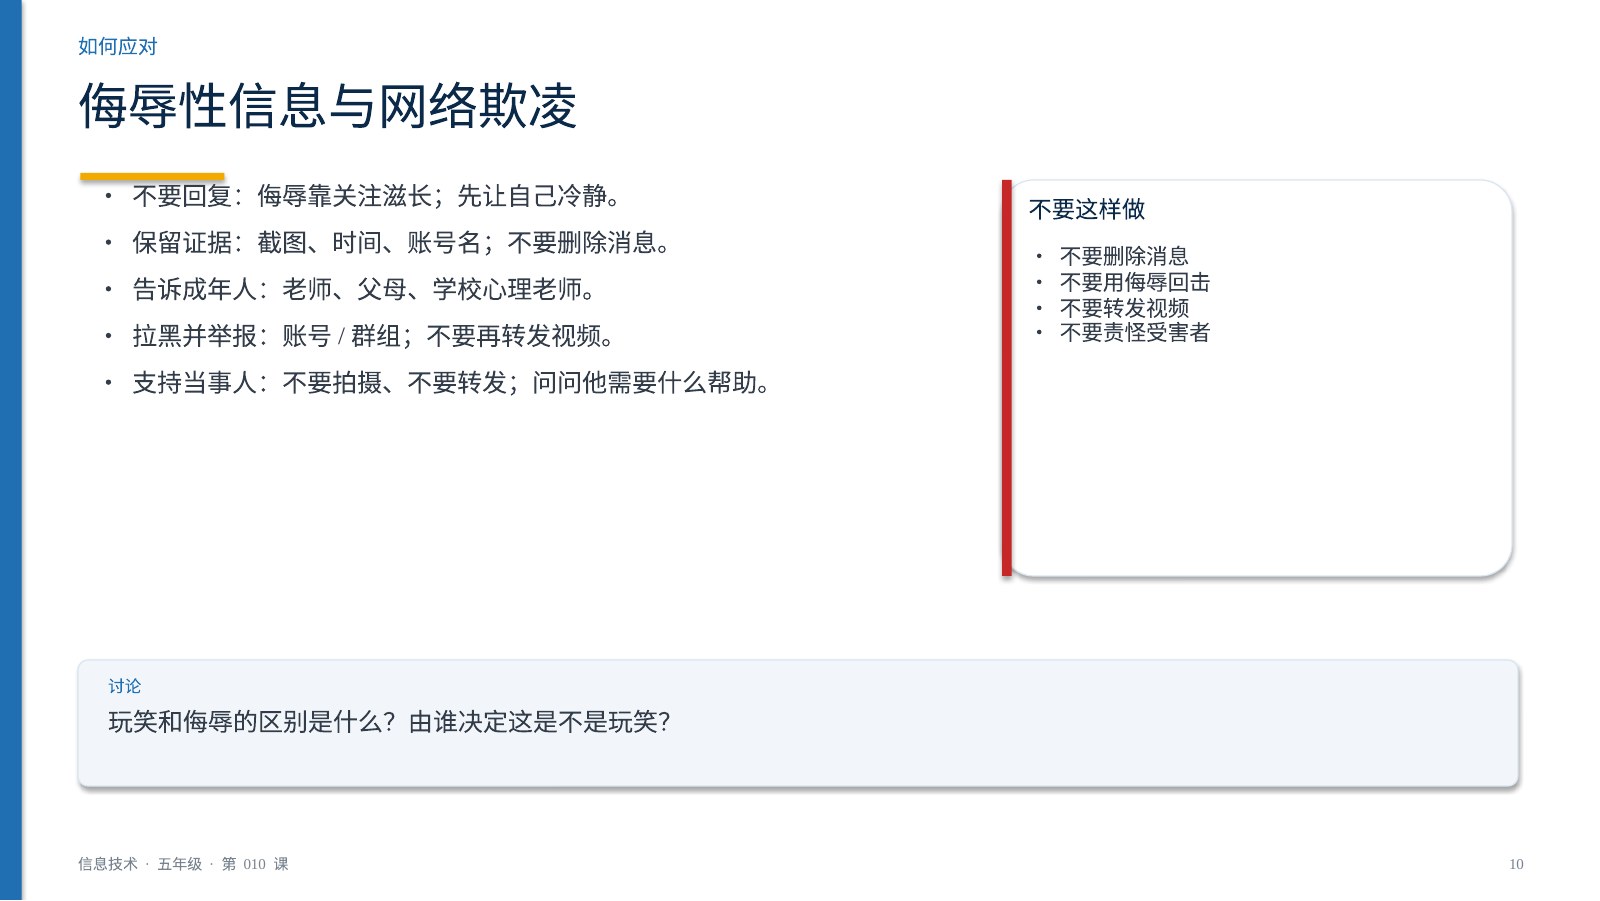 如何应对
侮辱性信息与网络欺凌
• 不要回复：侮辱靠关注滋长；先让自己冷静。
• 保留证据：截图、时间、账号名；不要删除消息。
• 告诉成年人：老师、父母、学校心理老师。
• 拉黑并举报：账号 / 群组；不要再转发视频。
• 支持当事人：不要拍摄、不要转发；问问他需要什么帮助。
不要这样做
• 不要删除消息
• 不要用侮辱回击
• 不要转发视频
• 不要责怪受害者
讨论
玩笑和侮辱的区别是什么？由谁决定这是不是玩笑？
信息技术 · 五年级 · 第 010 课
10